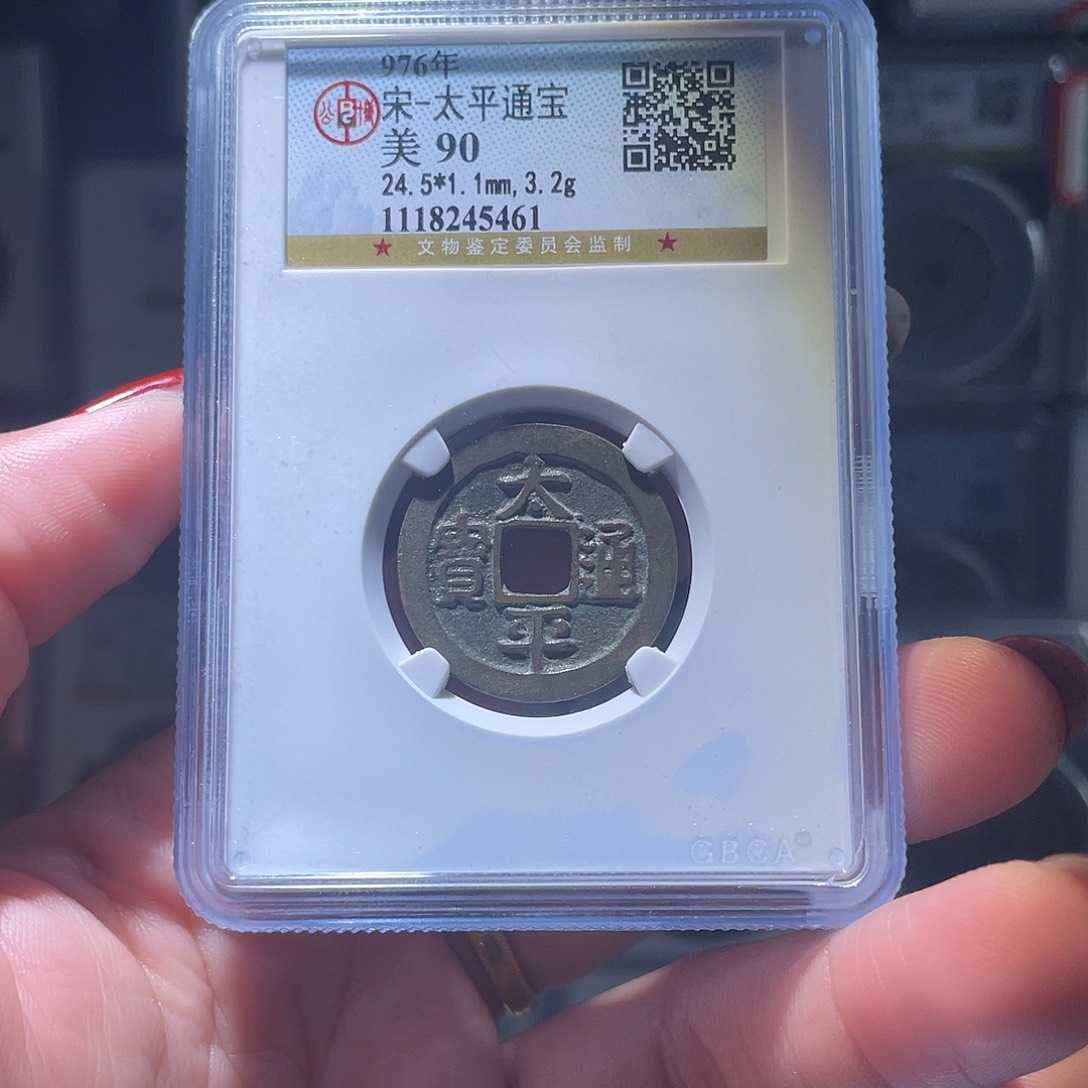 976年
宋-太平通宝
美 90
24.5*1.1mm,3.2g
1118245461
文物鉴定委员会监制
太
寶 通
平
GBCA